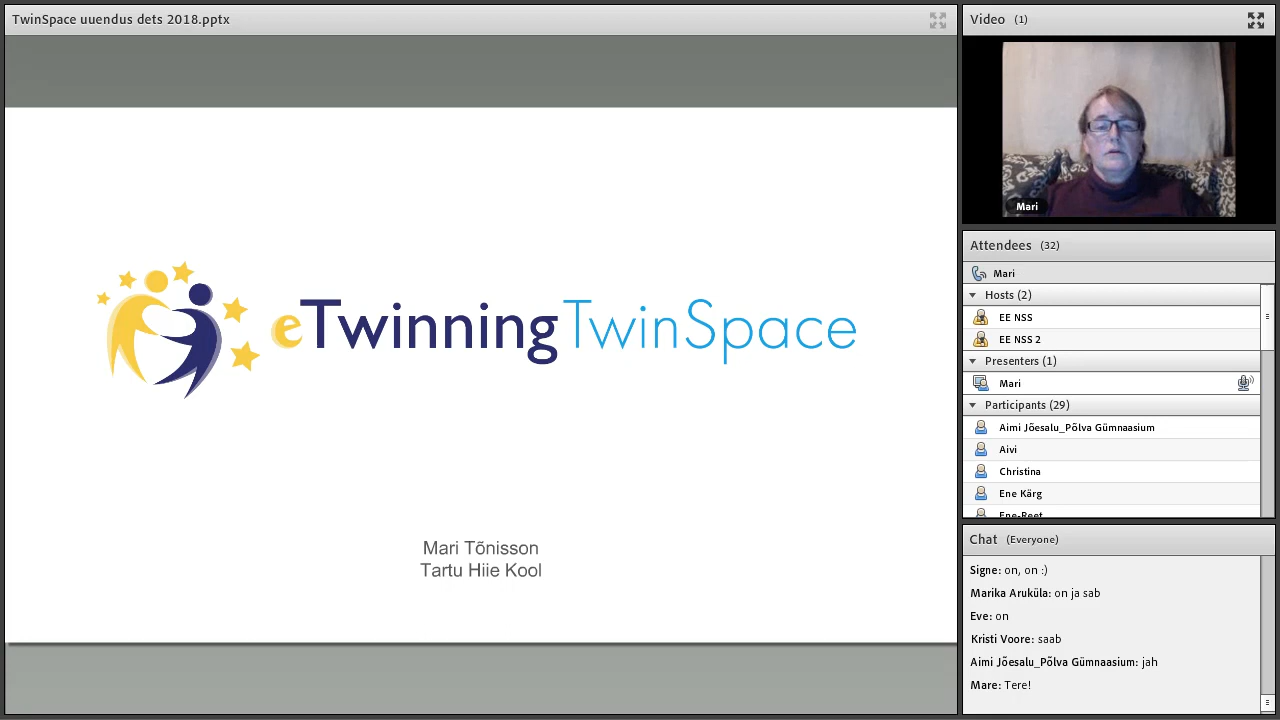 TwinSpace uuendus dets 2018.pptx
eTwinning TwinSpace
Mari Tõnisson
Tartu Hiie Kool
Video (1)
Mari
Attendees (32)
Mari
Hosts (2)
EE NSS
EE NSS 2
Presenters (1)
Mari
Participants (29)
Aimi Jõesalu_Põlva Gümnaasium
Aivi
Christina
Ene Kärg
Ene-Reet
Chat (Everyone)
Signe: on, on :)
Marika Aruküla: on ja sab
Eve: on
Kristi Voore: saab
Aimi Jõesalu_Põlva Gümnaasium: jah
Mare: Tere!